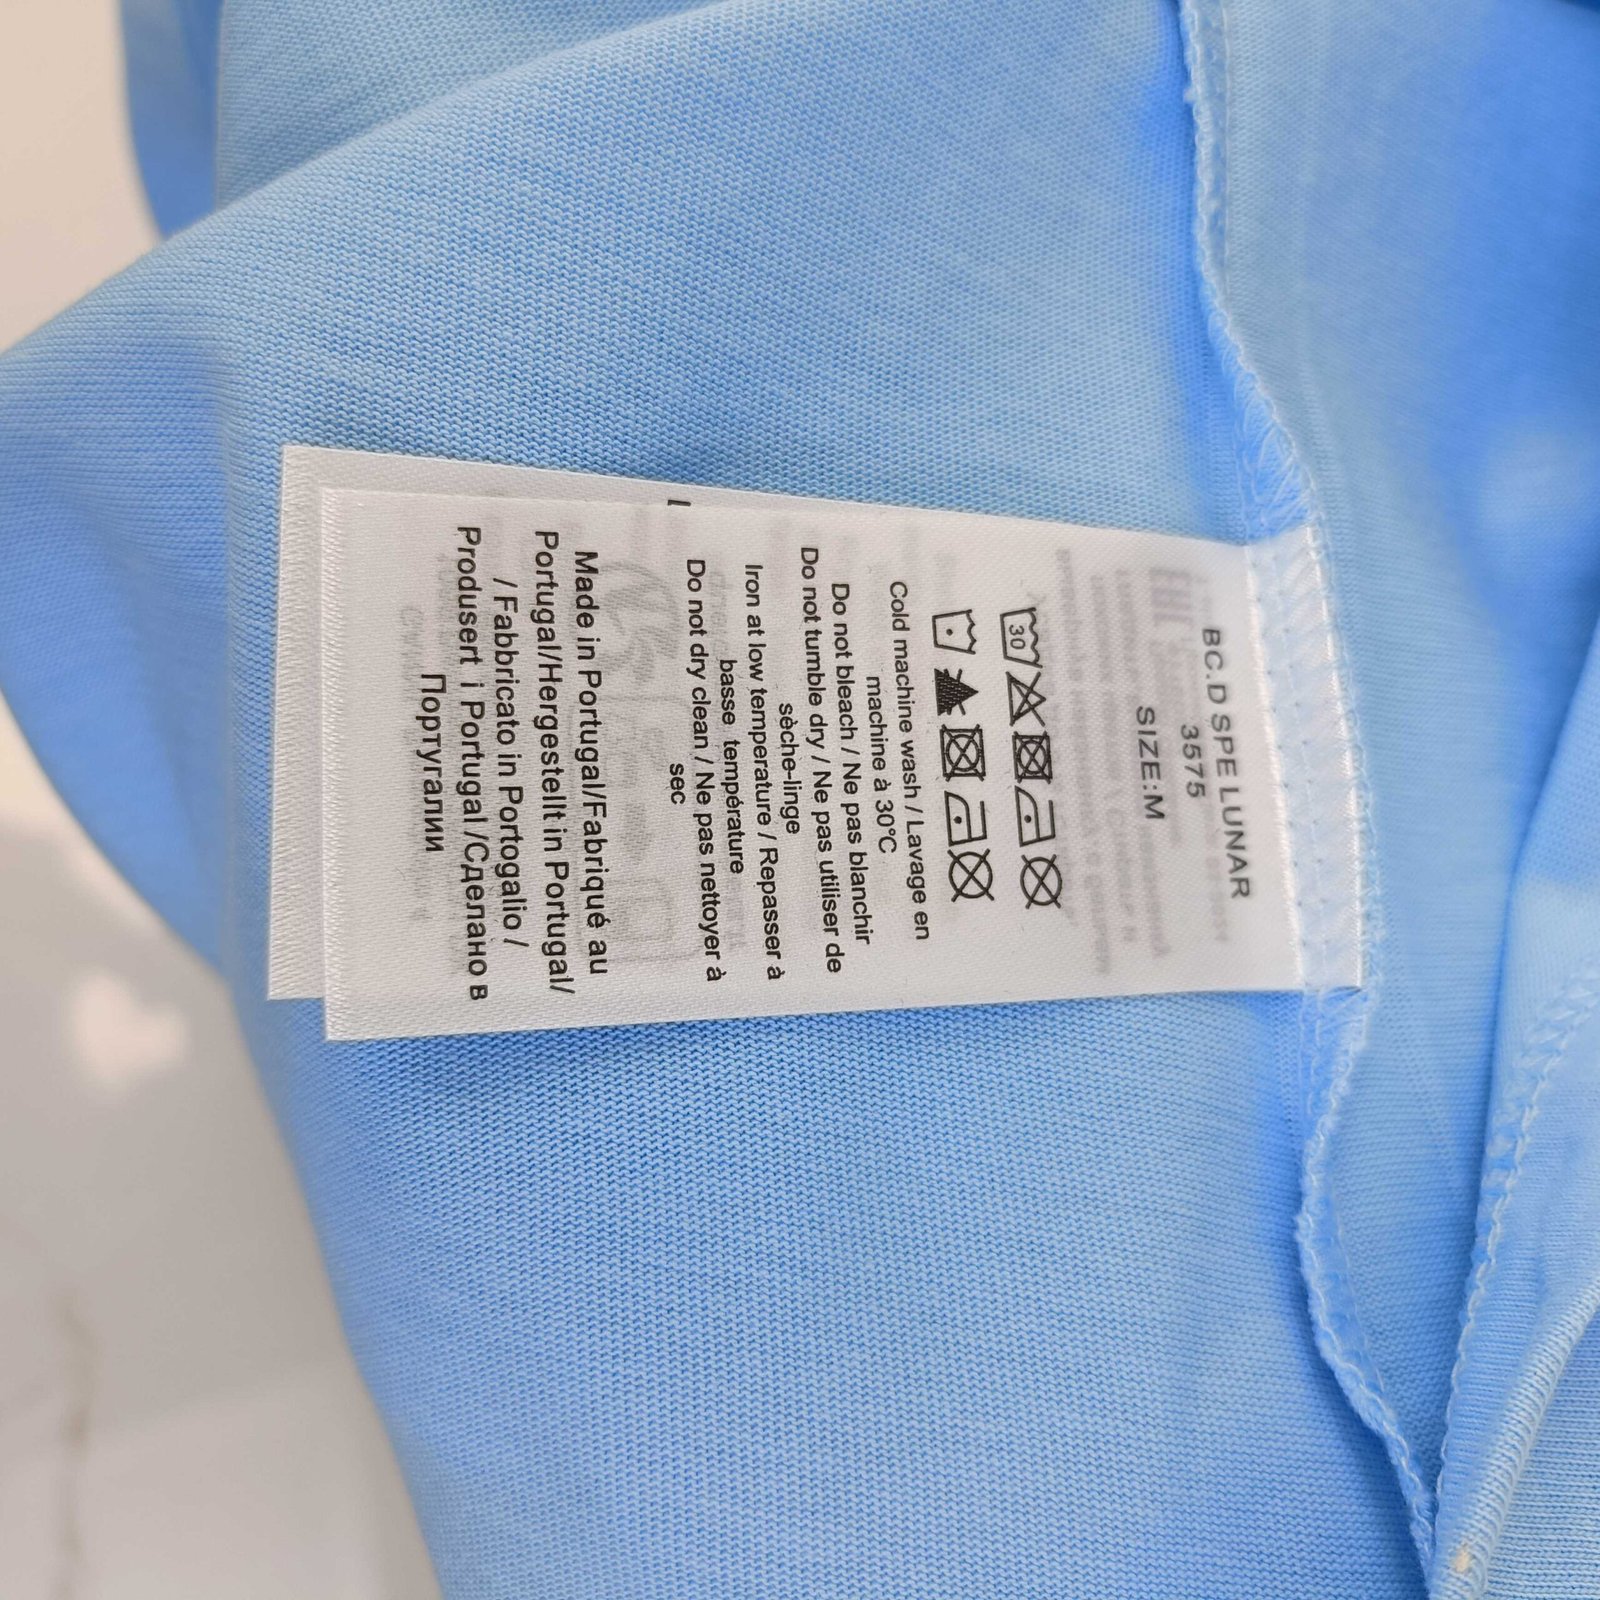 BC.D SPE LUNAR
3575
SIZE:M
30
Cold machine wash / Lavage en
machine à 30°C
Do not bleach / Ne pas blanchir
Do not tumble dry / Ne pas utiliser de
sèche-linge
Iron at low temperature / Repasser à
basse température
Do not dry clean / Ne pas nettoyer à
sec
Made in Portugal/Fabriqué au
Portugal/Hergestellt in Portugal/
/ Fabbricato in Portogalio /
Produsert i Portugal /Сделано в
Португалии